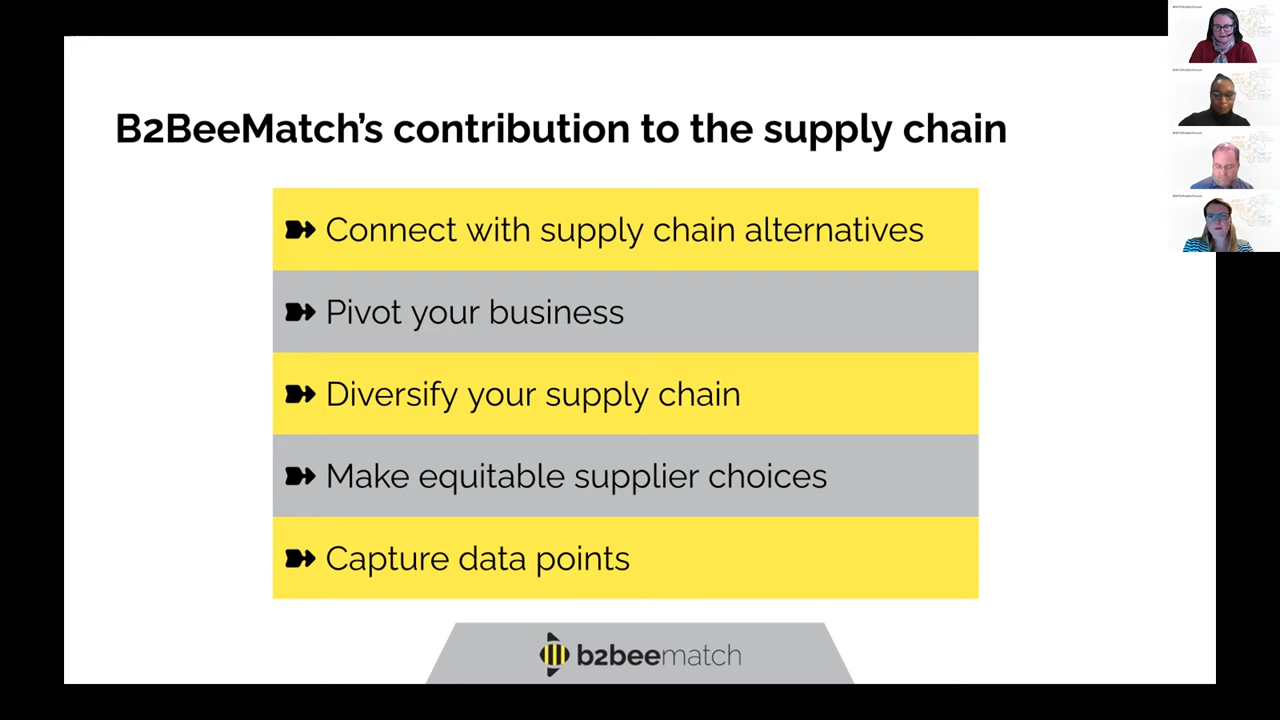 B2BeeMatch's contribution to the supply chain
Connect with supply chain alternatives
Pivot your business
Diversify your supply chain
Make equitable supplier choices
Capture data points
b2beematch